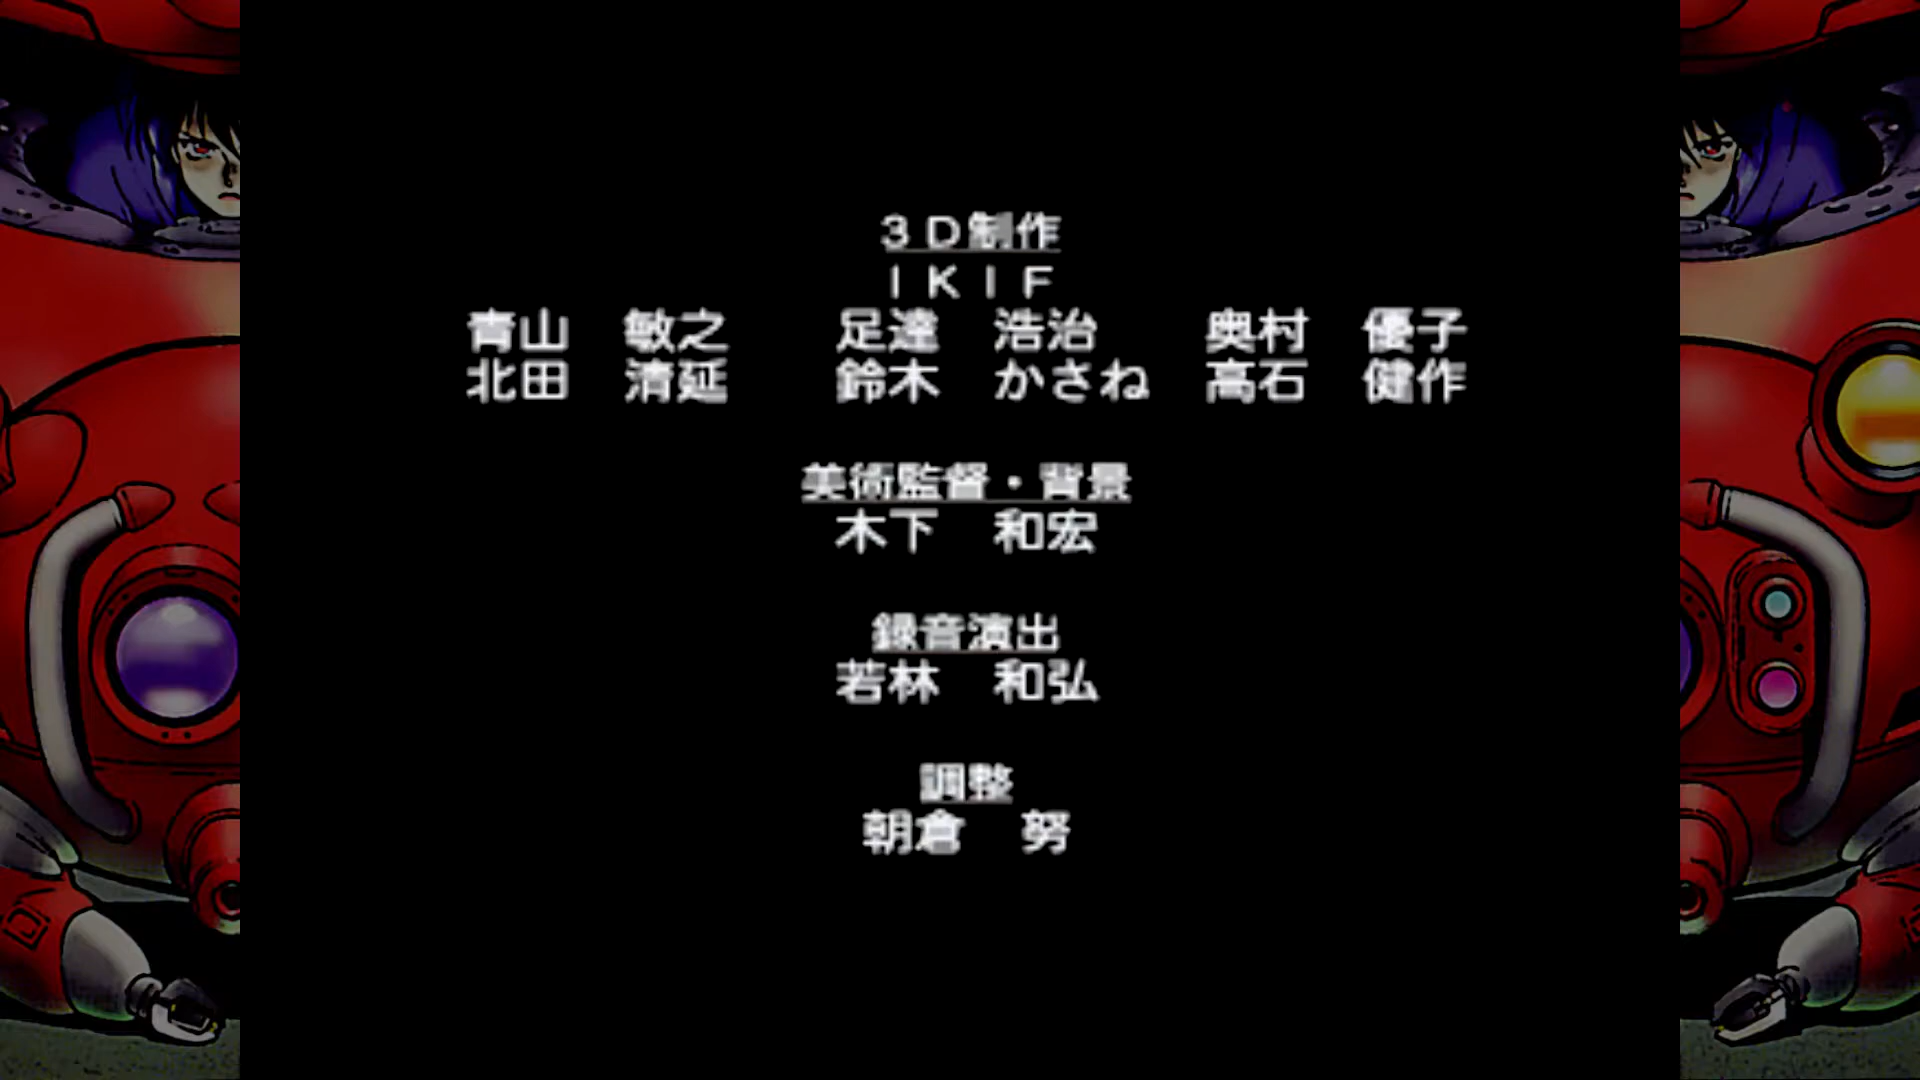 3D制作
IKIF
青山　敏之　足達　浩治　奥村　優子
北田　清延　鈴木　かさね　高石　健作
美術監督・背景
木下　和宏
録音演出
若林　和弘
調整
朝倉　努